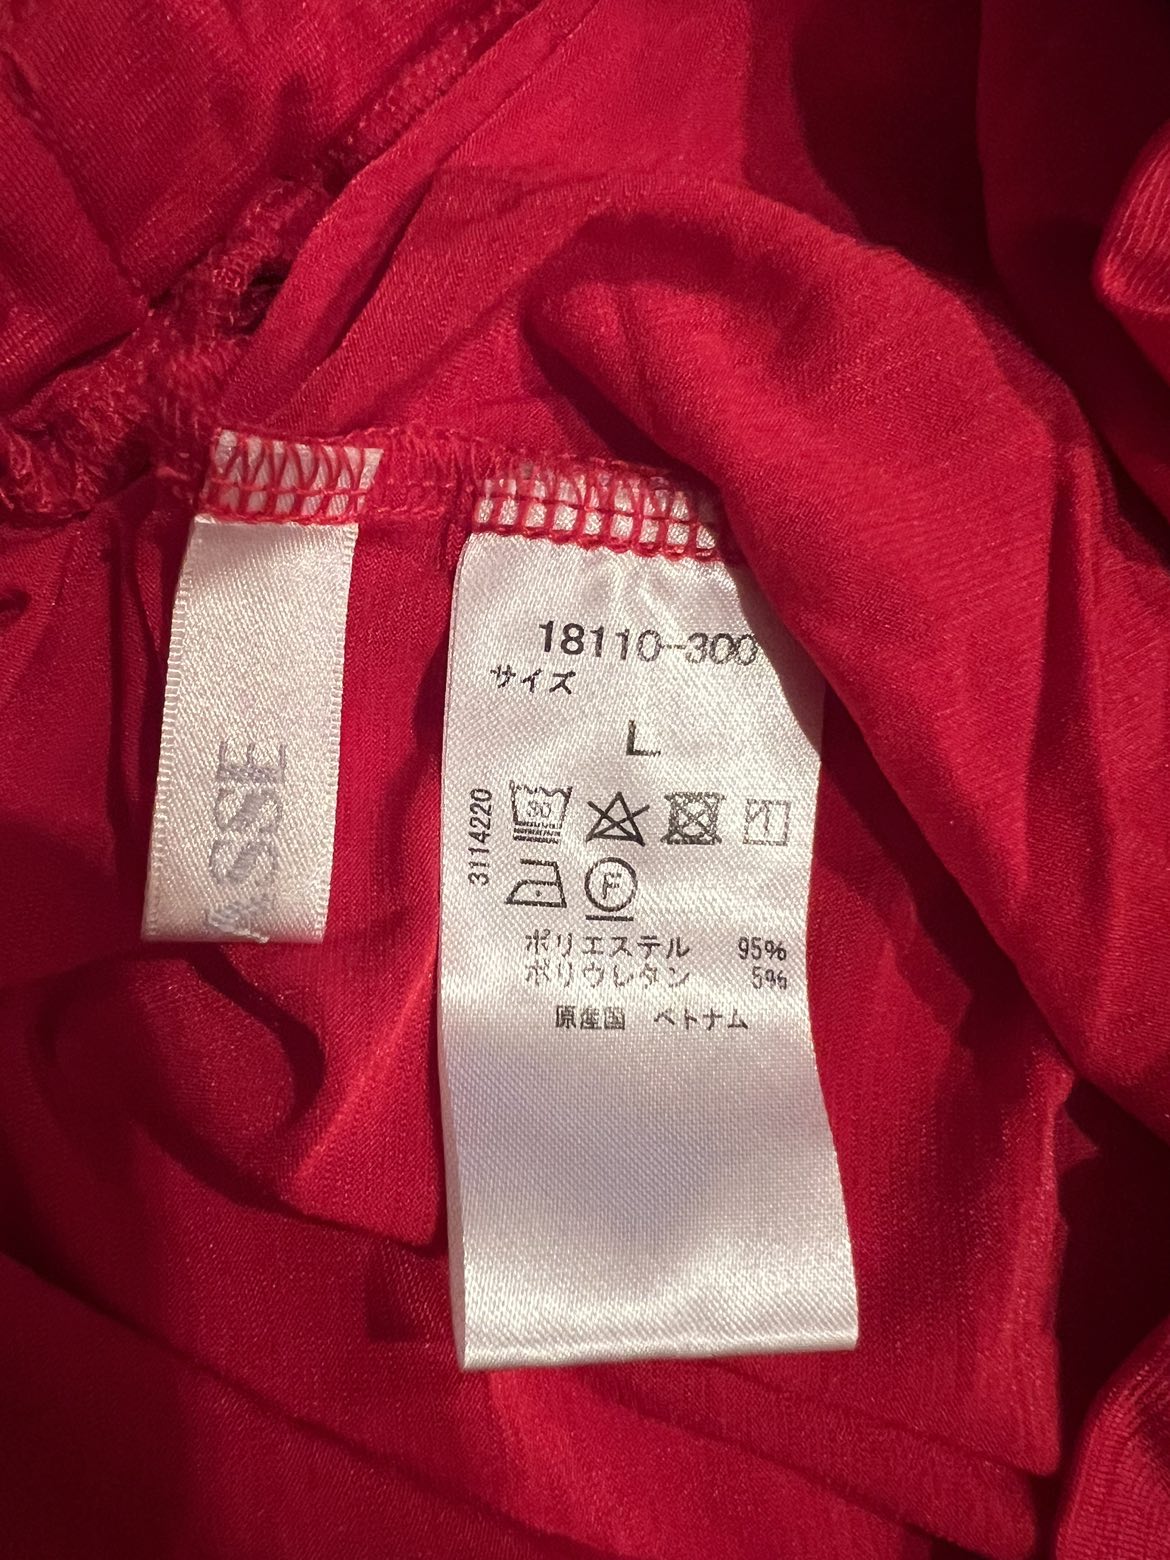 18110-300
サイズ
L
3114220
30
F
ポリエステル 95%
ポリウレタン 5%
原産国 ベトナム